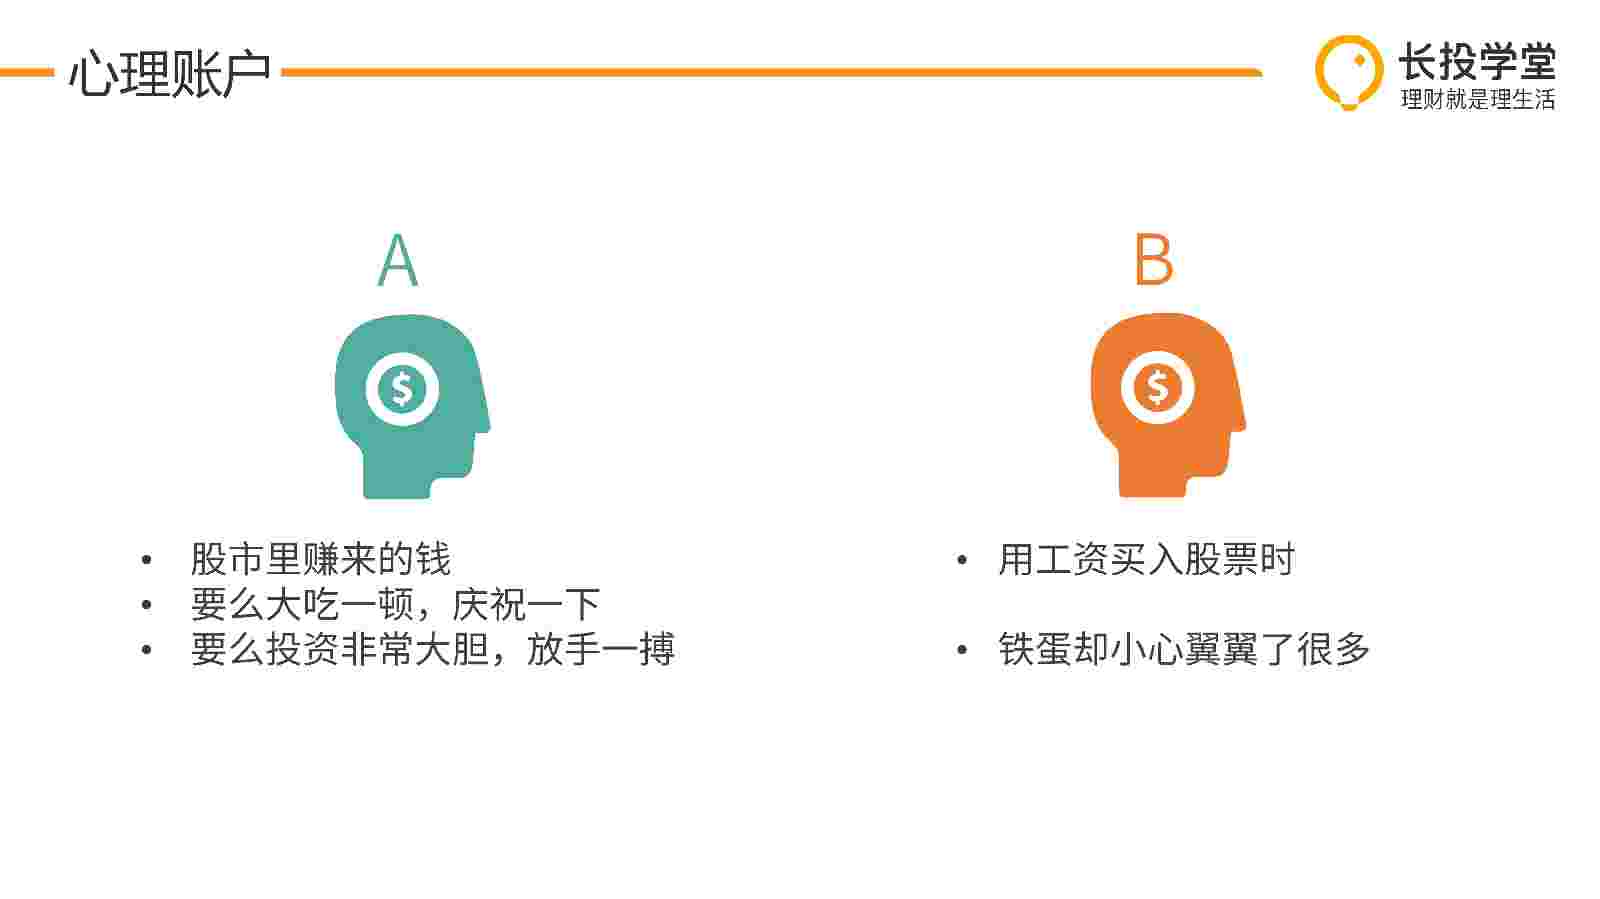 心理账户
长投学堂
理财就是理生活
A
$
• 股市里赚来的钱
• 要么大吃一顿，庆祝一下
• 要么投资非常大胆，放手一搏
B
$
• 用工资买入股票时
• 铁蛋却小心翼翼了很多